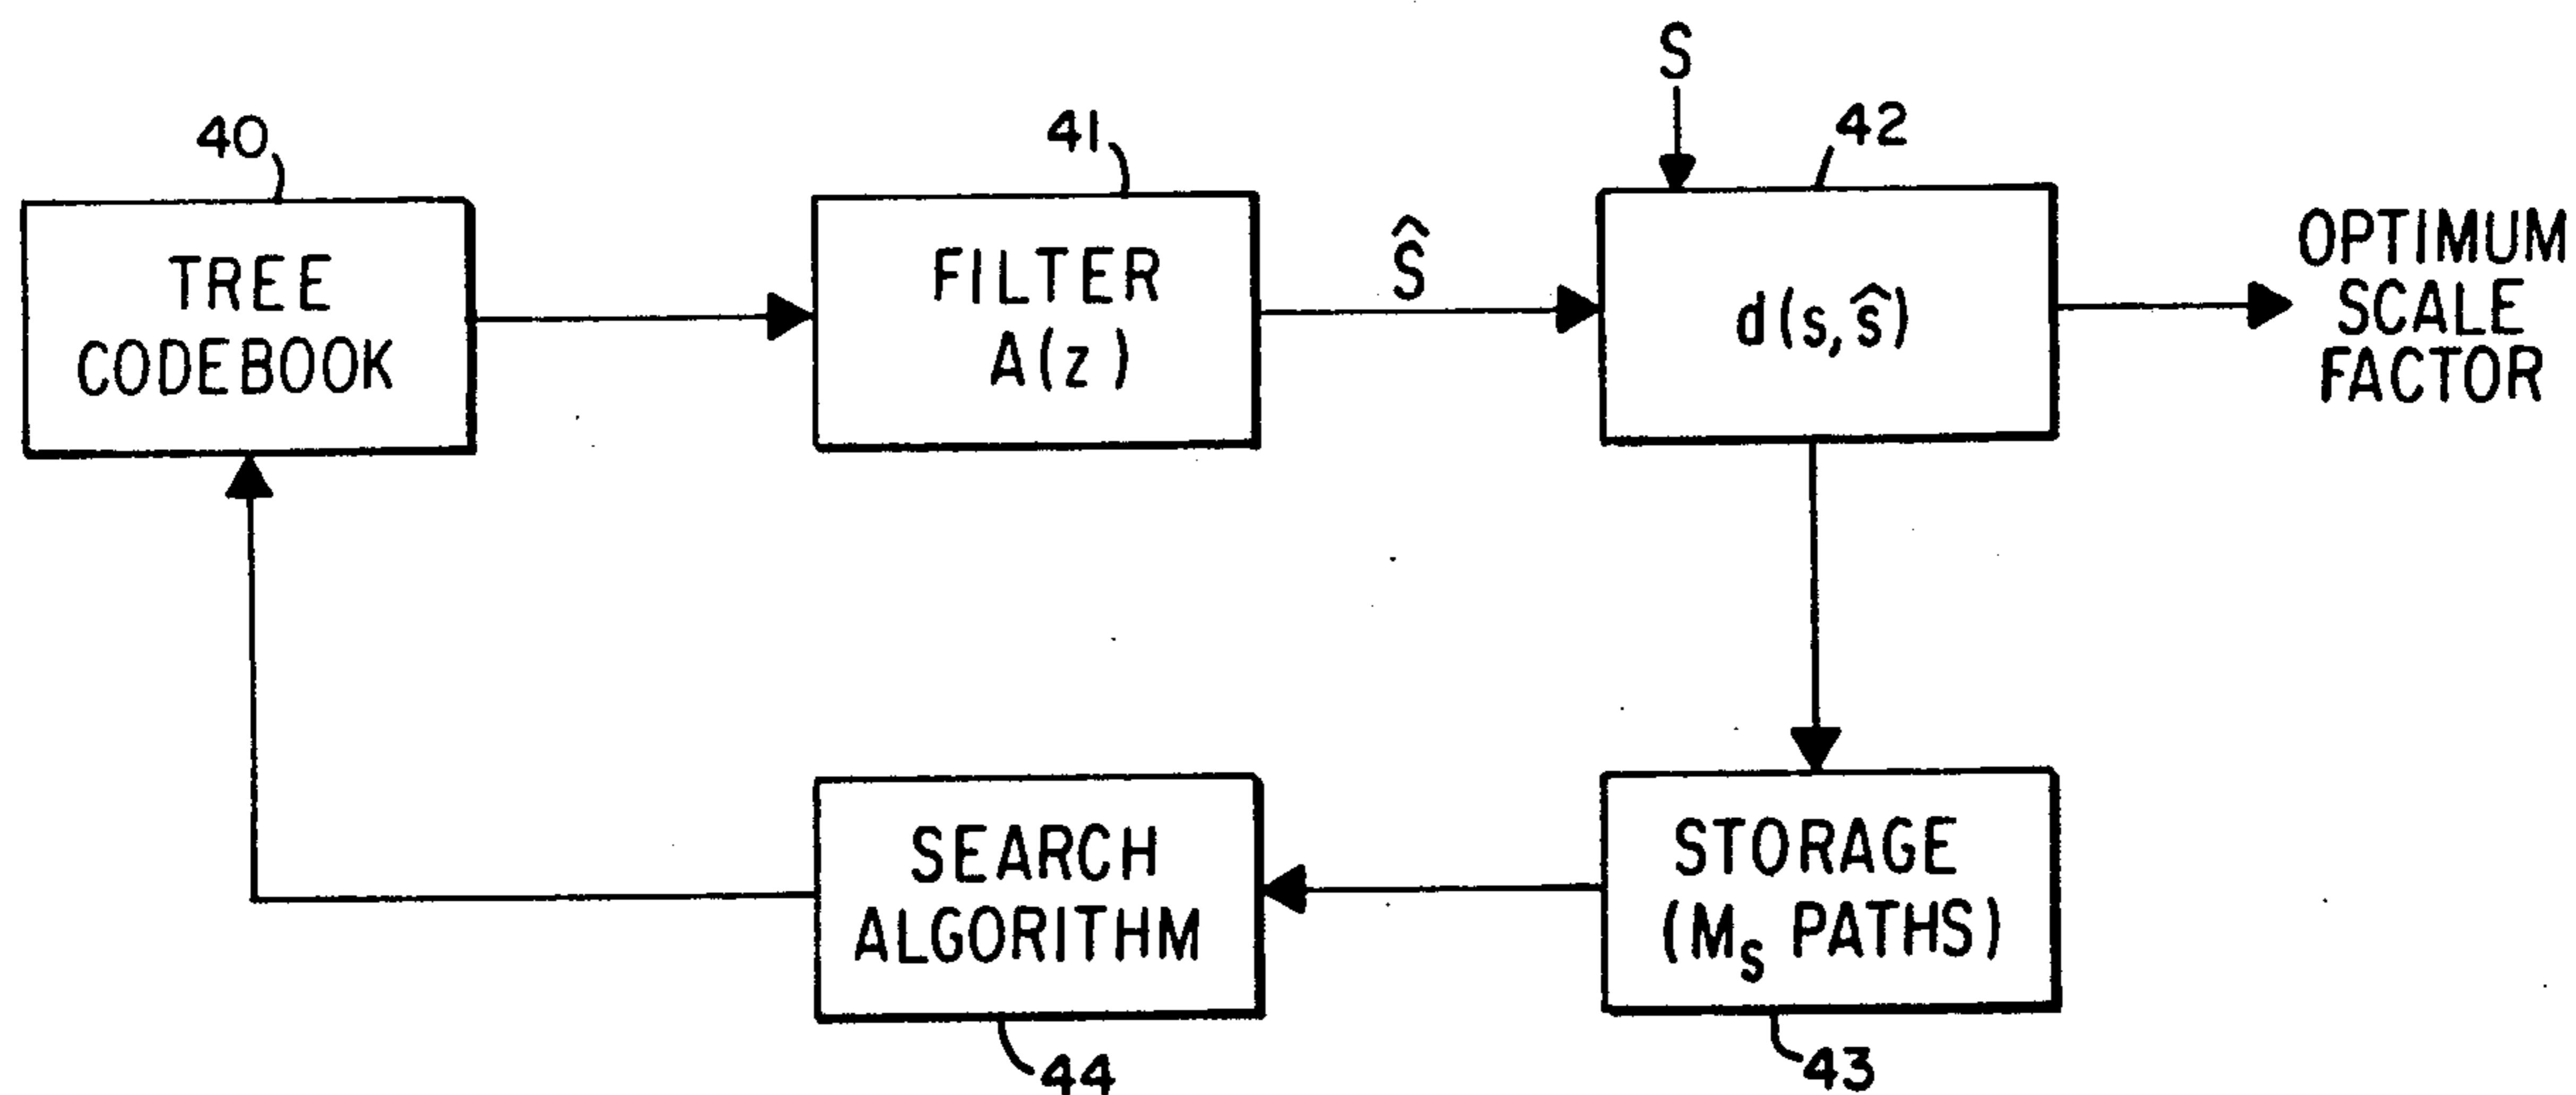 S
40
41
42
TREE
CODEBOOK
FILTER
A(z)
Ŝ
d(s,ŝ)
OPTIMUM
SCALE
FACTOR
SEARCH
ALGORITHM
STORAGE
(Mₛ PATHS)
44
43